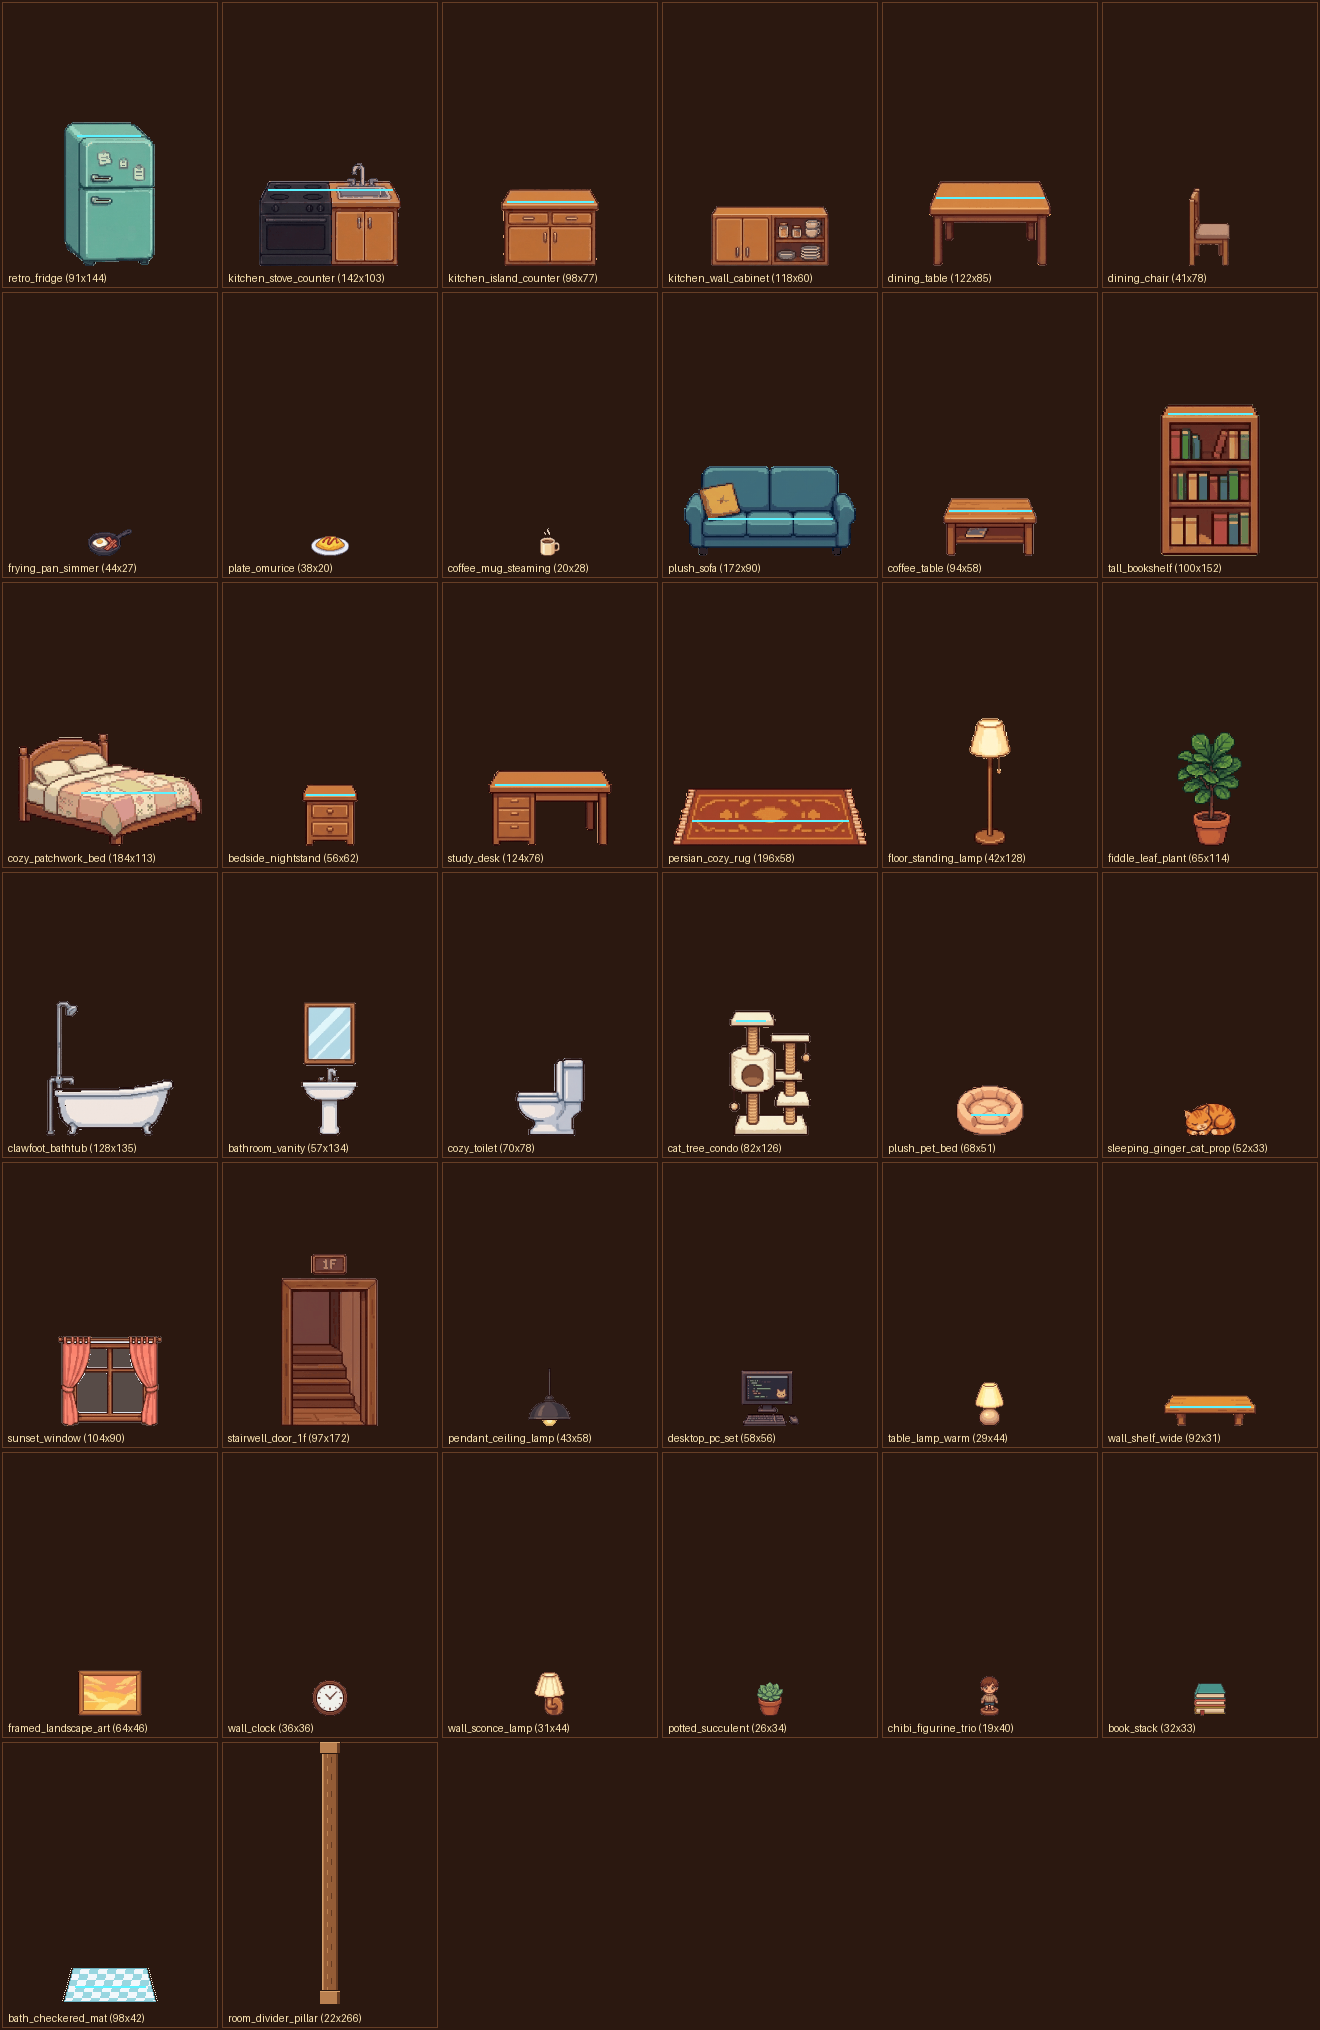 retro_fridge (91x144)
kitchen_stove_counter (142x103)
kitchen_island_counter (98x77)
kitchen_wall_cabinet (118x60)
dining_table (122x85)
dining_chair (41x78)
frying_pan_simmer (44x27)
plate_omurice (38x20)
coffee_mug_steaming (20x28)
plush_sofa (172x90)
coffee_table (94x58)
tall_bookshelf (100x152)
cozy_patchwork_bed (184x113)
bedside_nightstand (56x62)
study_desk (124x76)
persian_cozy_rug (196x58)
floor_standing_lamp (42x128)
fiddle_leaf_plant (65x114)
clawfoot_bathtub (128x135)
bathroom_vanity (57x134)
cozy_toilet (70x78)
cat_tree_condo (82x126)
plush_pet_bed (68x51)
sleeping_ginger_cat_prop (52x33)
1F
sunset_window (104x90)
stairwell_door_1f (97x172)
pendant_ceiling_lamp (43x58)
desktop_pc_set (58x56)
table_lamp_warm (29x44)
wall_shelf_wide (92x31)
framed_landscape_art (64x46)
wall_clock (36x36)
wall_sconce_lamp (31x44)
potted_succulent (26x34)
chibi_figurine_trio (19x40)
book_stack (32x33)
bath_checkered_mat (98x42)
room_divider_pillar (22x266)